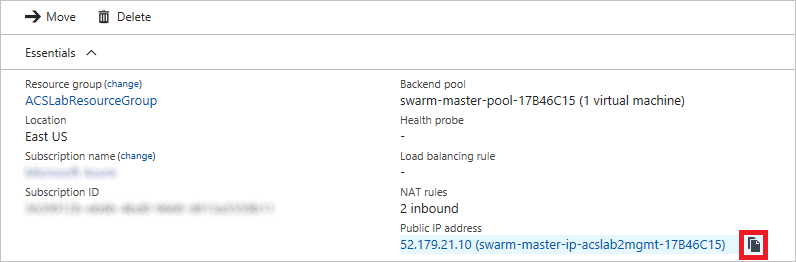 Move Delete
Essentials
Resource group (change)
ACSLabResourceGroup
Location
East US
Subscription name (change)
Subscription ID
Backend pool
swarm-master-pool-17B46C15 (1 virtual machine)
Health probe
-
Load balancing rule
-
NAT rules
2 inbound
Public IP address
52.179.21.10 (swarm-master-ip-acslab2mgmt-17B46C15)